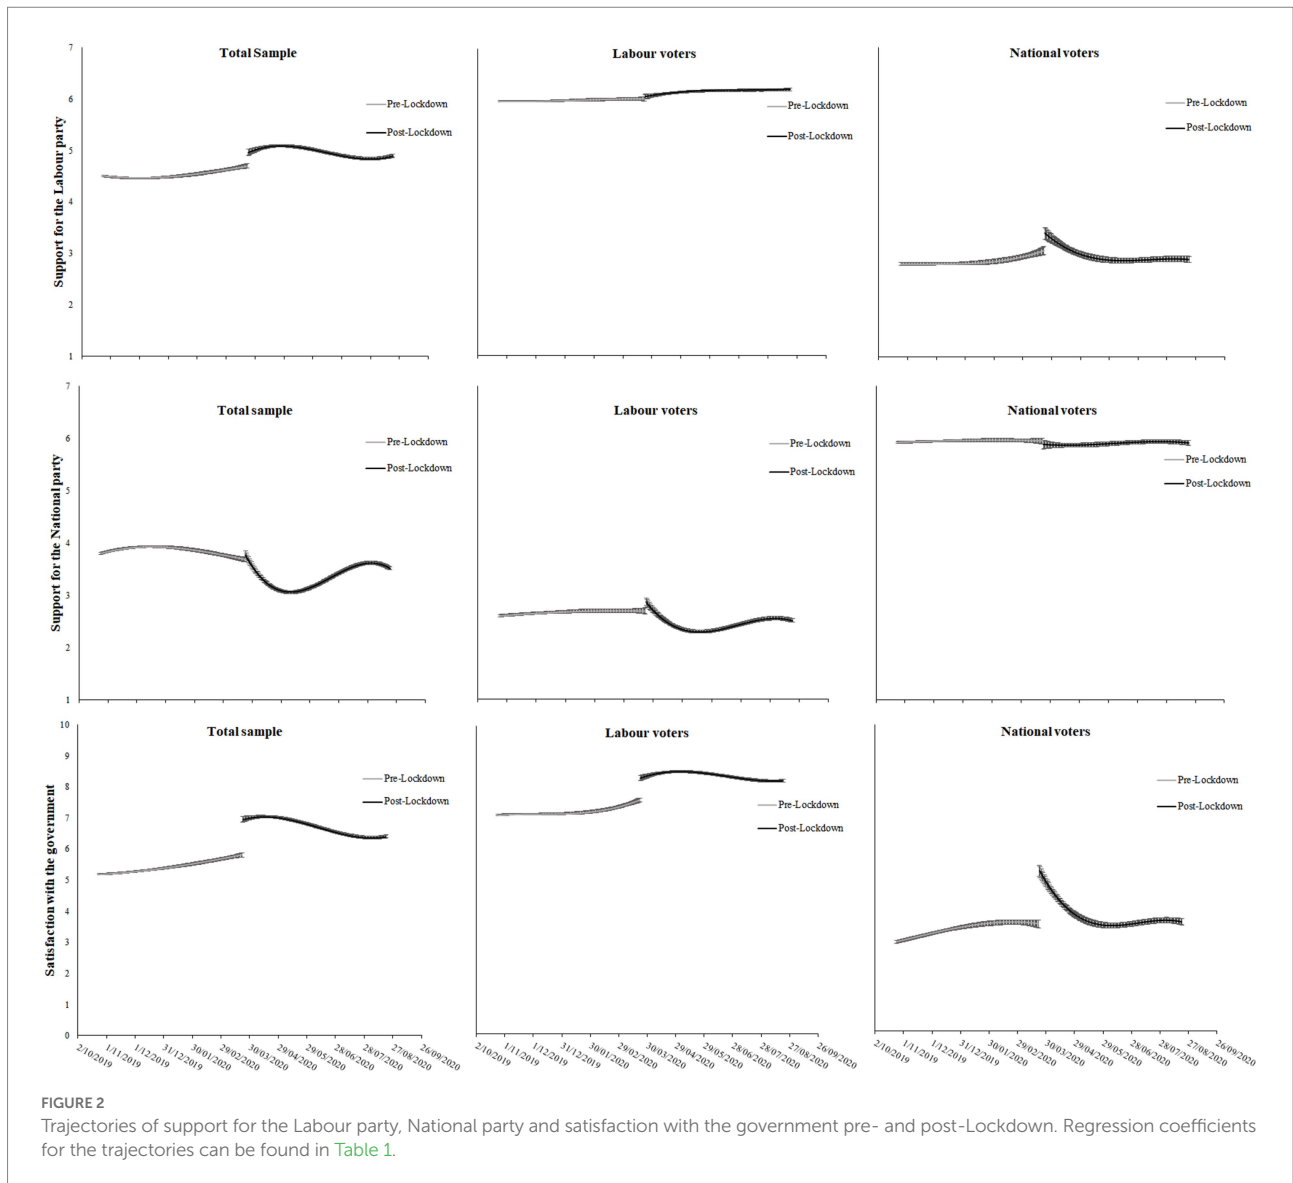 Total Sample
Labour voters
National voters
Support for the Labour party
7
6
5
4
3
2
1
Pre-Lockdown
Post-Lockdown
Pre-Lockdown
Post-Lockdown
Pre-Lockdown
Post-Lockdown
Total sample
Labour voters
National voters
Support for the National party
7
6
5
4
3
2
1
Pre-Lockdown
Post-Lockdown
Pre-Lockdown
Post-Lockdown
Pre-Lockdown
Post-Lockdown
Total sample
Labour voters
National voters
Satisfaction with the government
10
9
8
7
6
5
4
3
2
1
0
Pre-Lockdown
Post-Lockdown
Pre-Lockdown
Post-Lockdown
Pre-Lockdown
Post-Lockdown
2/10/2019 1/11/2019 1/12/2019 31/12/2019 30/01/2020 29/02/2020 30/03/2020 29/04/2020 29/05/2020 28/06/2020 28/07/2020 27/08/2020 26/09/2020
2/10/2019 1/11/2019 1/12/2019 31/12/2019 30/01/2020 29/02/2020 30/03/2020 29/04/2020 29/05/2020 28/06/2020 28/07/2020 27/08/2020 26/09/2020
2/10/2019 1/11/2019 1/12/2019 31/12/2019 30/01/2020 29/02/2020 30/03/2020 29/04/2020 29/05/2020 28/06/2020 28/07/2020 27/08/2020 26/09/2020
FIGURE 2
Trajectories of support for the Labour party, National party and satisfaction with the government pre- and post-Lockdown. Regression coefficients
for the trajectories can be found in Table 1.